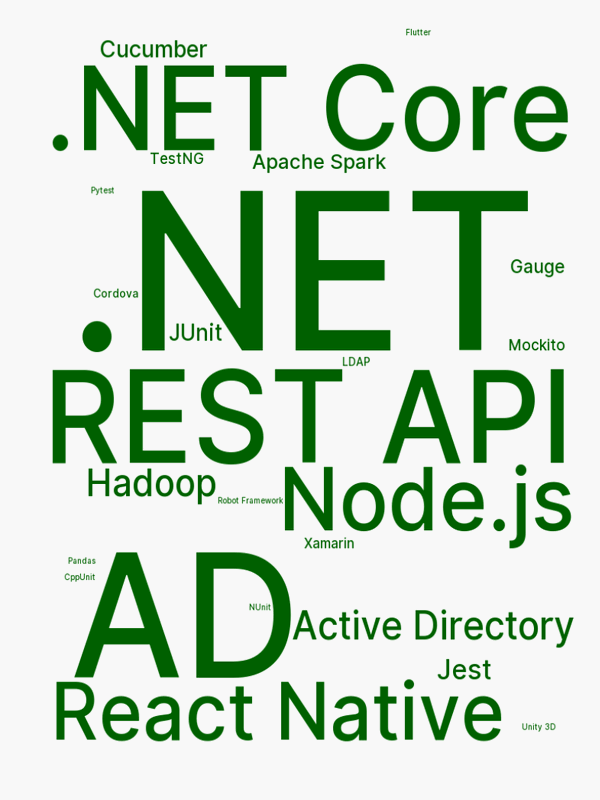 Flutter
Cucumber
.NET Core
TestNG
Apache Spark
Pytest
.NET
Gauge
Cordova
JUnit
Mockito
LDAP
REST API
Hadoop
Robot Framework
Node.js
Xamarin
Pandas
CppUnit
AD
NUnit
Active Directory
Jest
React Native
Unity 3D